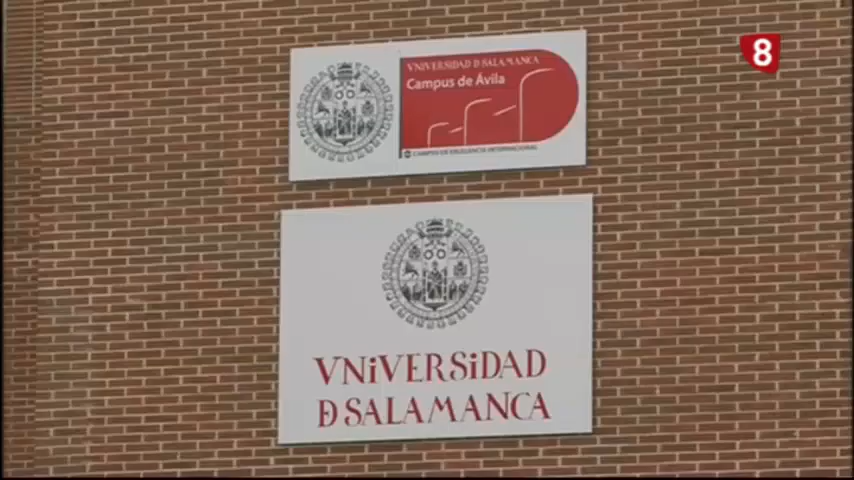 8
VNiVERSiDAD D SALAMANCA
Campus de Ávila
CAMPUS DE EXCELENCIA INTERNACIONAL
VNiVERSiDAD
D SALAMANCA